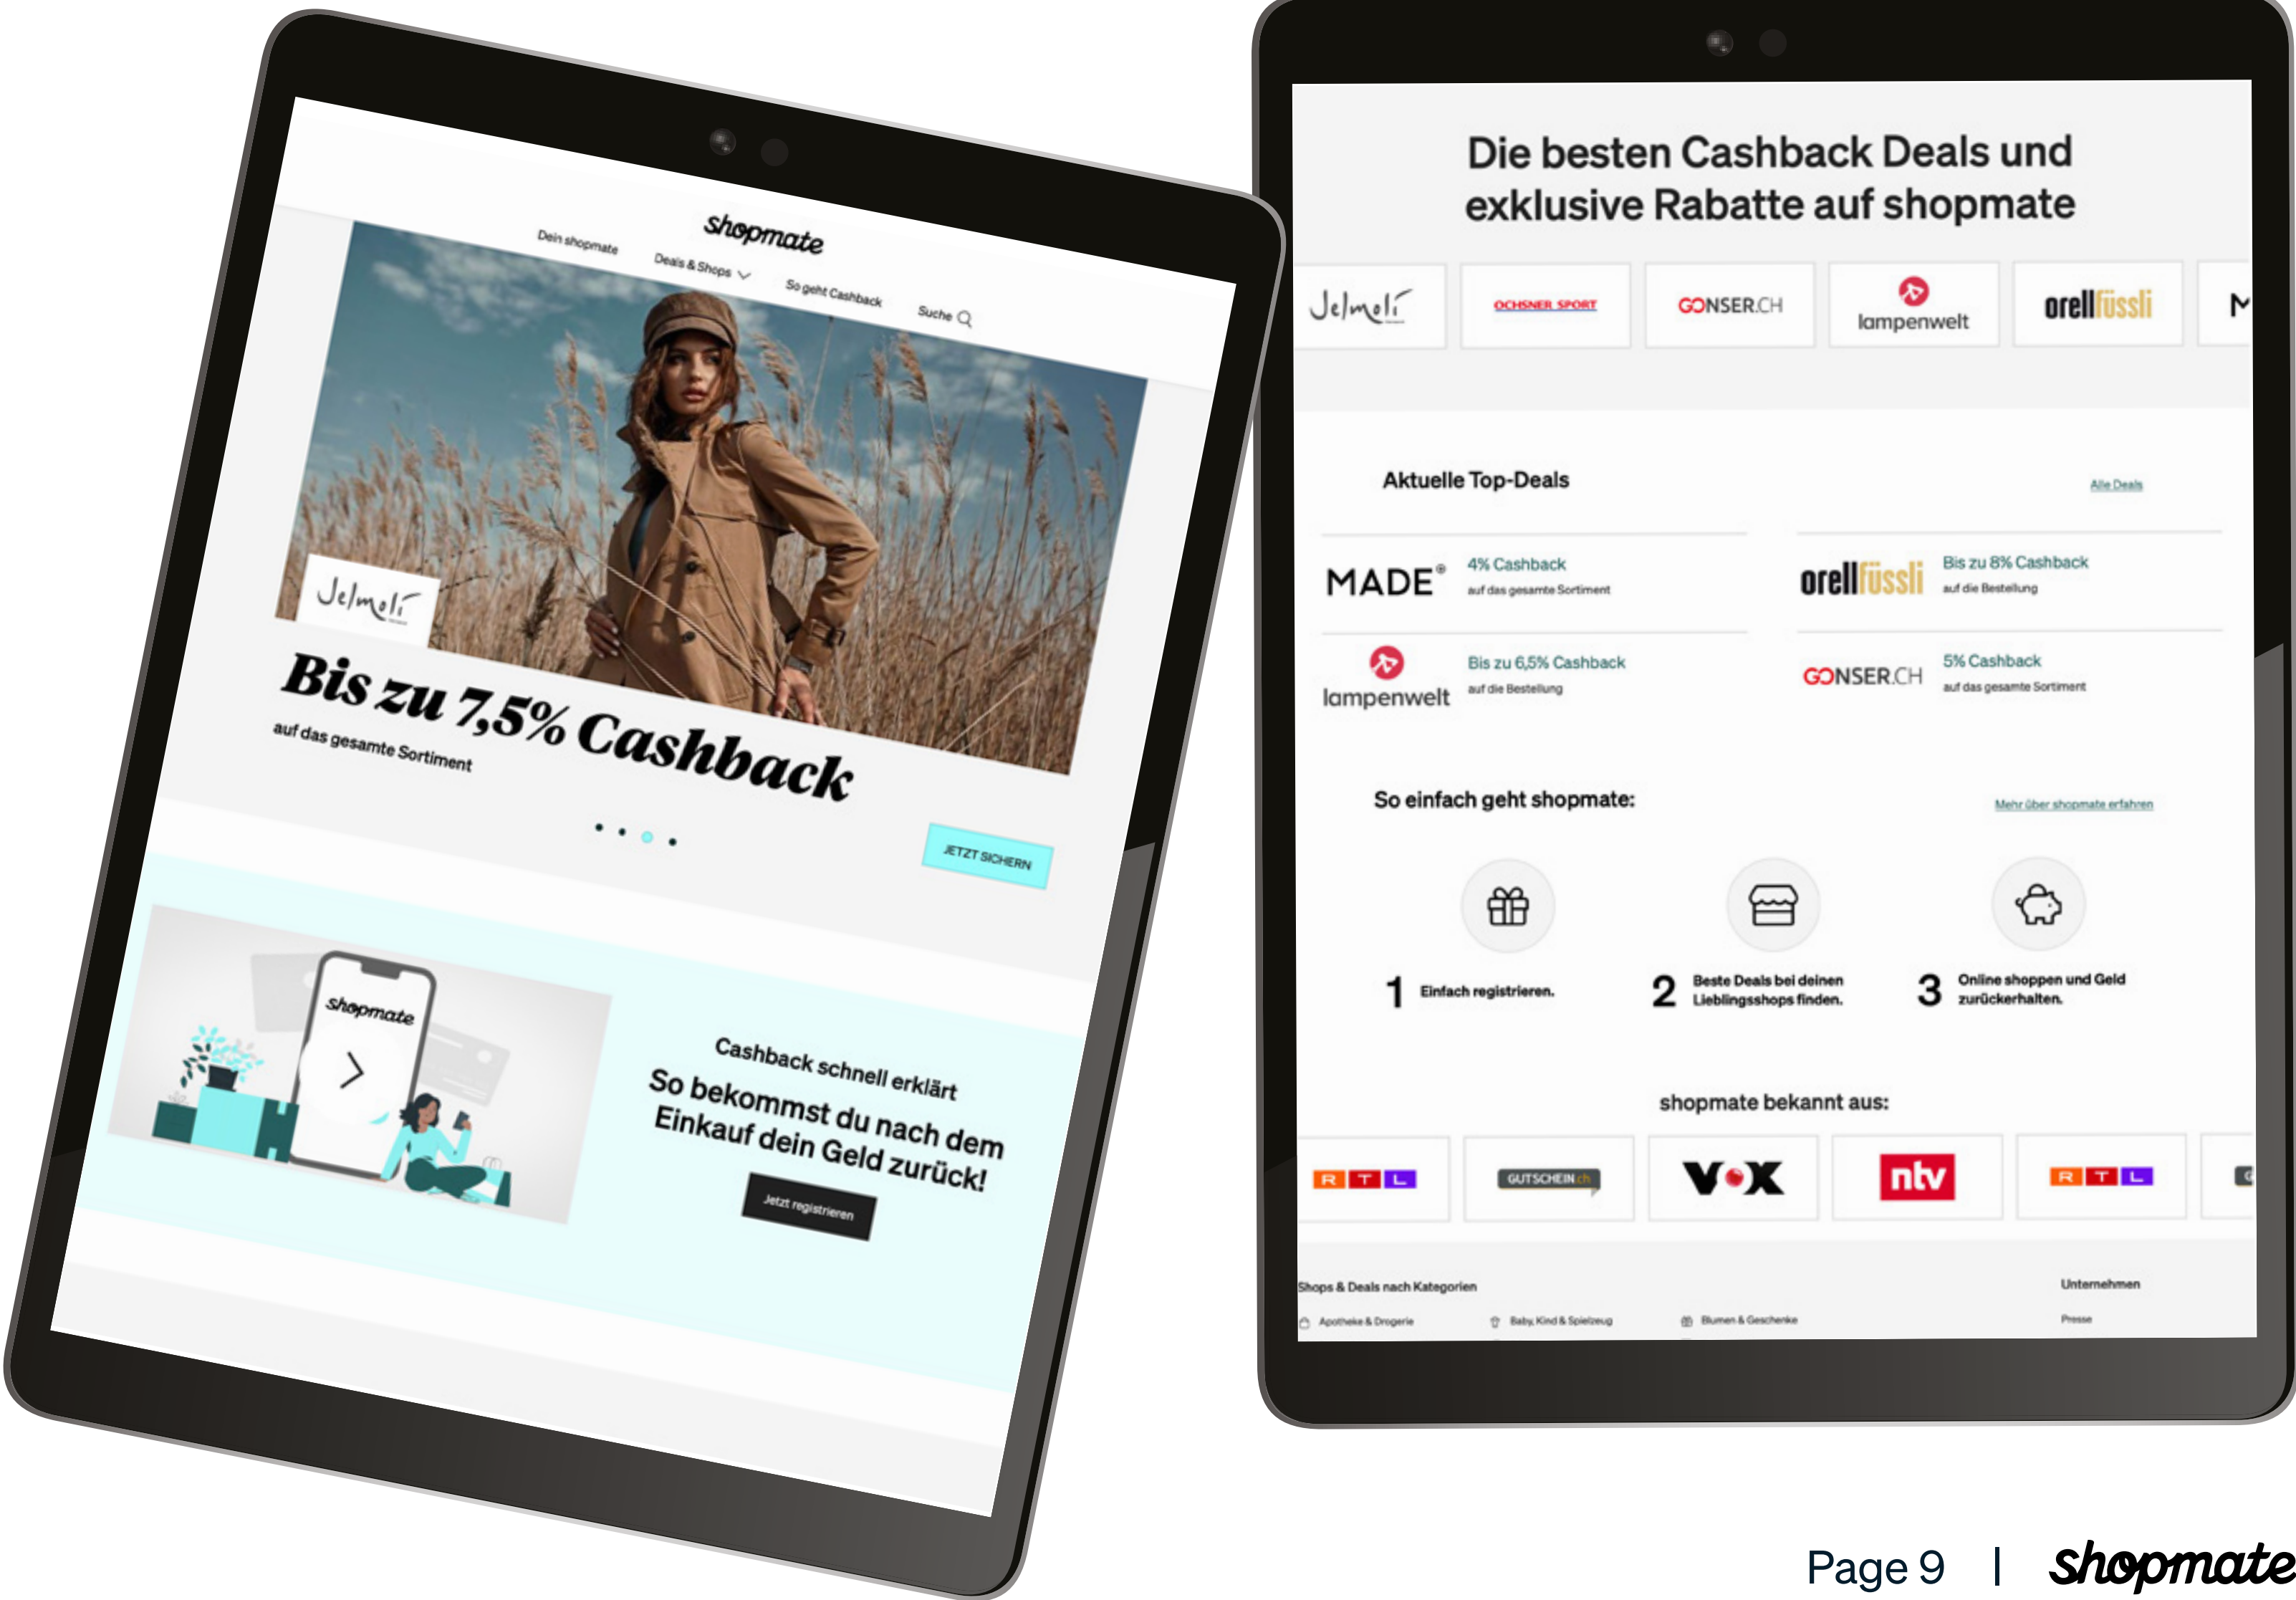 shopmate
Dein shopmate
Deals & Shops
So geht Cashback
Suche
Jelmoli
Bis zu 7,5% Cashback
auf das gesamte Sortiment
JETZT SICHERN
shopmate
Cashback schnell erklärt
So bekommst du nach dem
Einkauf dein Geld zurück!
Jetzt registrieren
Die besten Cashback Deals und
exklusive Rabatte auf shopmate
Jelmoli
OCHSNER SPORT
GONSER.CH
lampenwelt
orellfüssli
M
Aktuelle Top-Deals
Alle Deals
MADE
4% Cashback
auf das gesamte Sortiment
orellfüssli
Bis zu 8% Cashback
auf die Bestellung
lampenwelt
Bis zu 6,5% Cashback
auf die Bestellung
GONSER.CH
5% Cashback
auf das gesamte Sortiment
So einfach geht shopmate:
Mehr über shopmate erfahren
1 Einfach registrieren.
2 Beste Deals bei deinen
Lieblingsshops finden.
3 Online shoppen und Geld
zurückerhalten.
shopmate bekannt aus:
RTL
GUTSCHEIN.ch
VOX
ntv
RTL
G
Shops & Deals nach Kategorien
Unternehmen
Apotheke & Drogerie
Baby, Kind & Spielzeug
Blumen & Geschenke
Presse
Page 9 | shopmate